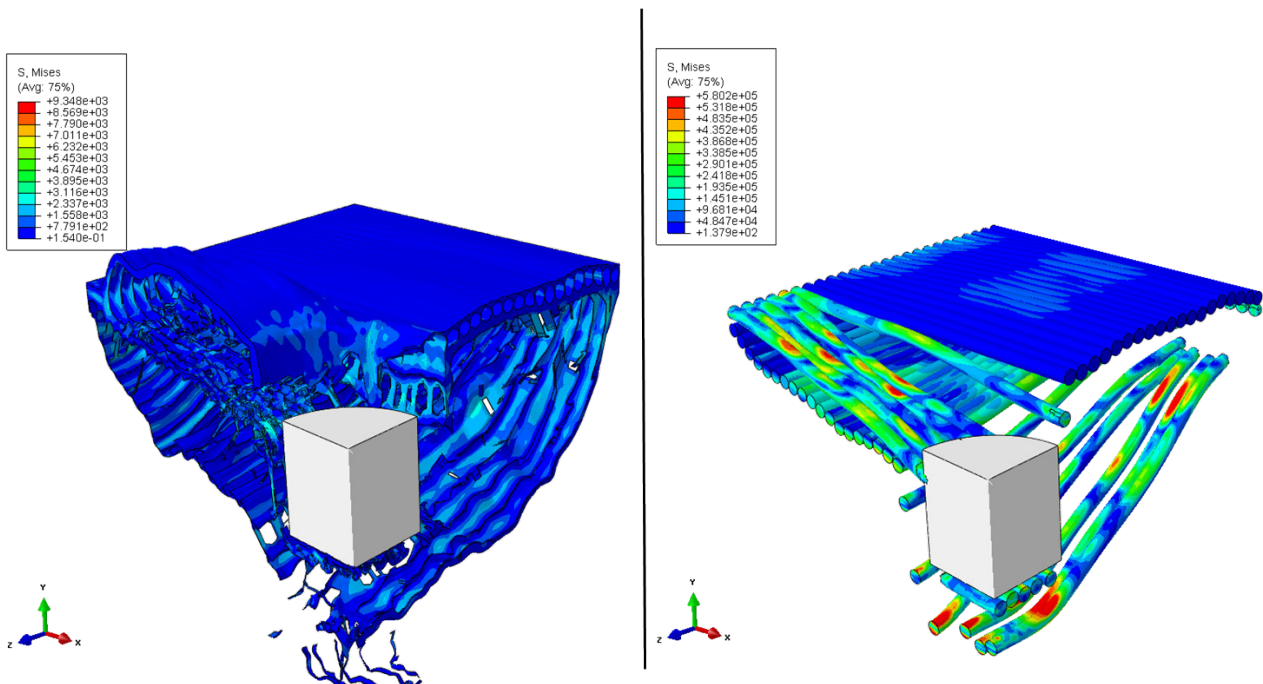 S, Mises
(Avg: 75%)
+9.348e+03
+8.569e+03
+7.790e+03
+7.011e+03
+6.232e+03
+5.453e+03
+4.674e+03
+3.895e+03
+3.116e+03
+2.337e+03
+1.558e+03
+7.791e+02
+1.540e-01
Y
Z
X
S, Mises
(Avg: 75%)
+5.802e+05
+5.318e+05
+4.835e+05
+4.352e+05
+3.868e+05
+3.385e+05
+2.901e+05
+2.418e+05
+1.935e+05
+1.451e+05
+9.681e+04
+4.847e+04
+1.379e+02
Y
Z
X